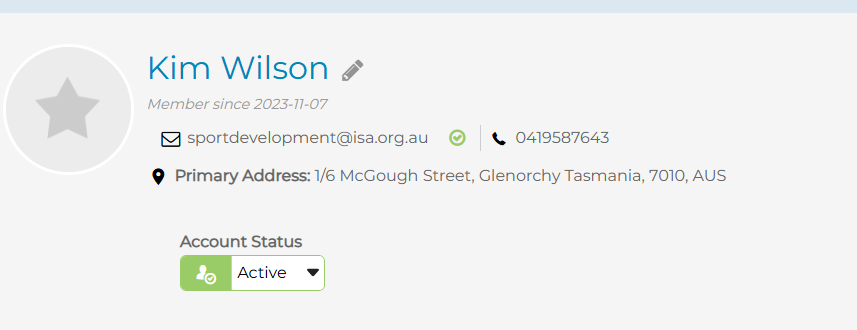 Kim Wilson
Member since 2023-11-07
sportdevelopment@isa.org.au 0419587643
Primary Address: 1/6 McGough Street, Glenorchy Tasmania, 7010, AUS
Account Status
Active